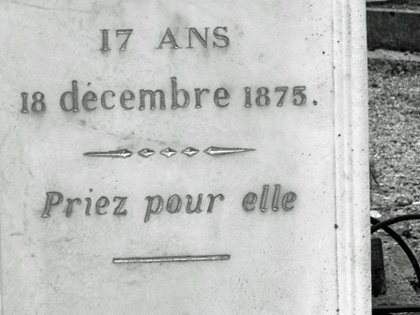 17 ANS
18 décembre 1875.
Priez pour elle